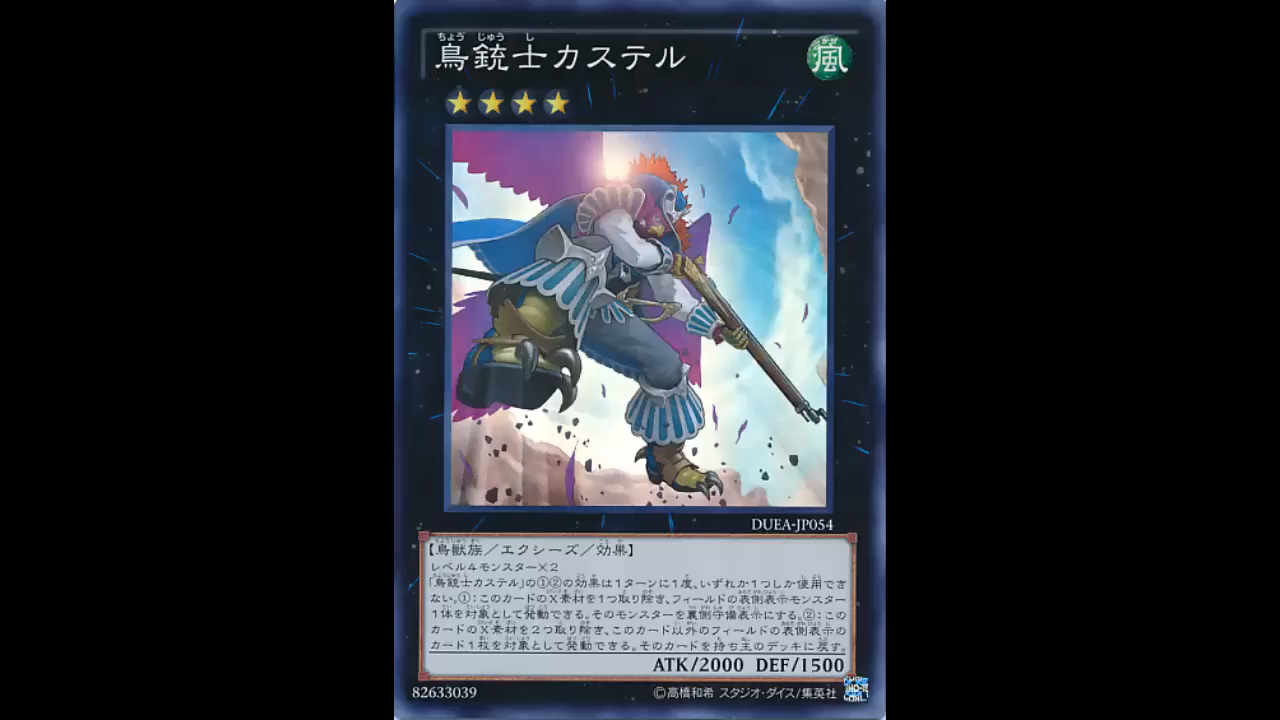 鳥銃士カステル
ちょう じゅう し
風
DUEA-JP054
【鳥獣族/エクシーズ/効果】
レベル4モンスター×2
「鳥銃士カステル」の①②の効果は1ターンに1度、いずれか1つしか使用でき
ない。①:このカードのX素材を1つ取り除き、フィールドの表側表示モンスター
1体を対象として発動できる。そのモンスターを裏側守備表示にする。②:この
カードのX素材を2つ取り除き、このカード以外のフィールドの表側表示の
カード1枚を対象として発動できる。そのカードを持ち主のデッキに戻す。
ATK/2000 DEF/1500
82633039
©高橋和希 スタジオ・ダイス/集英社